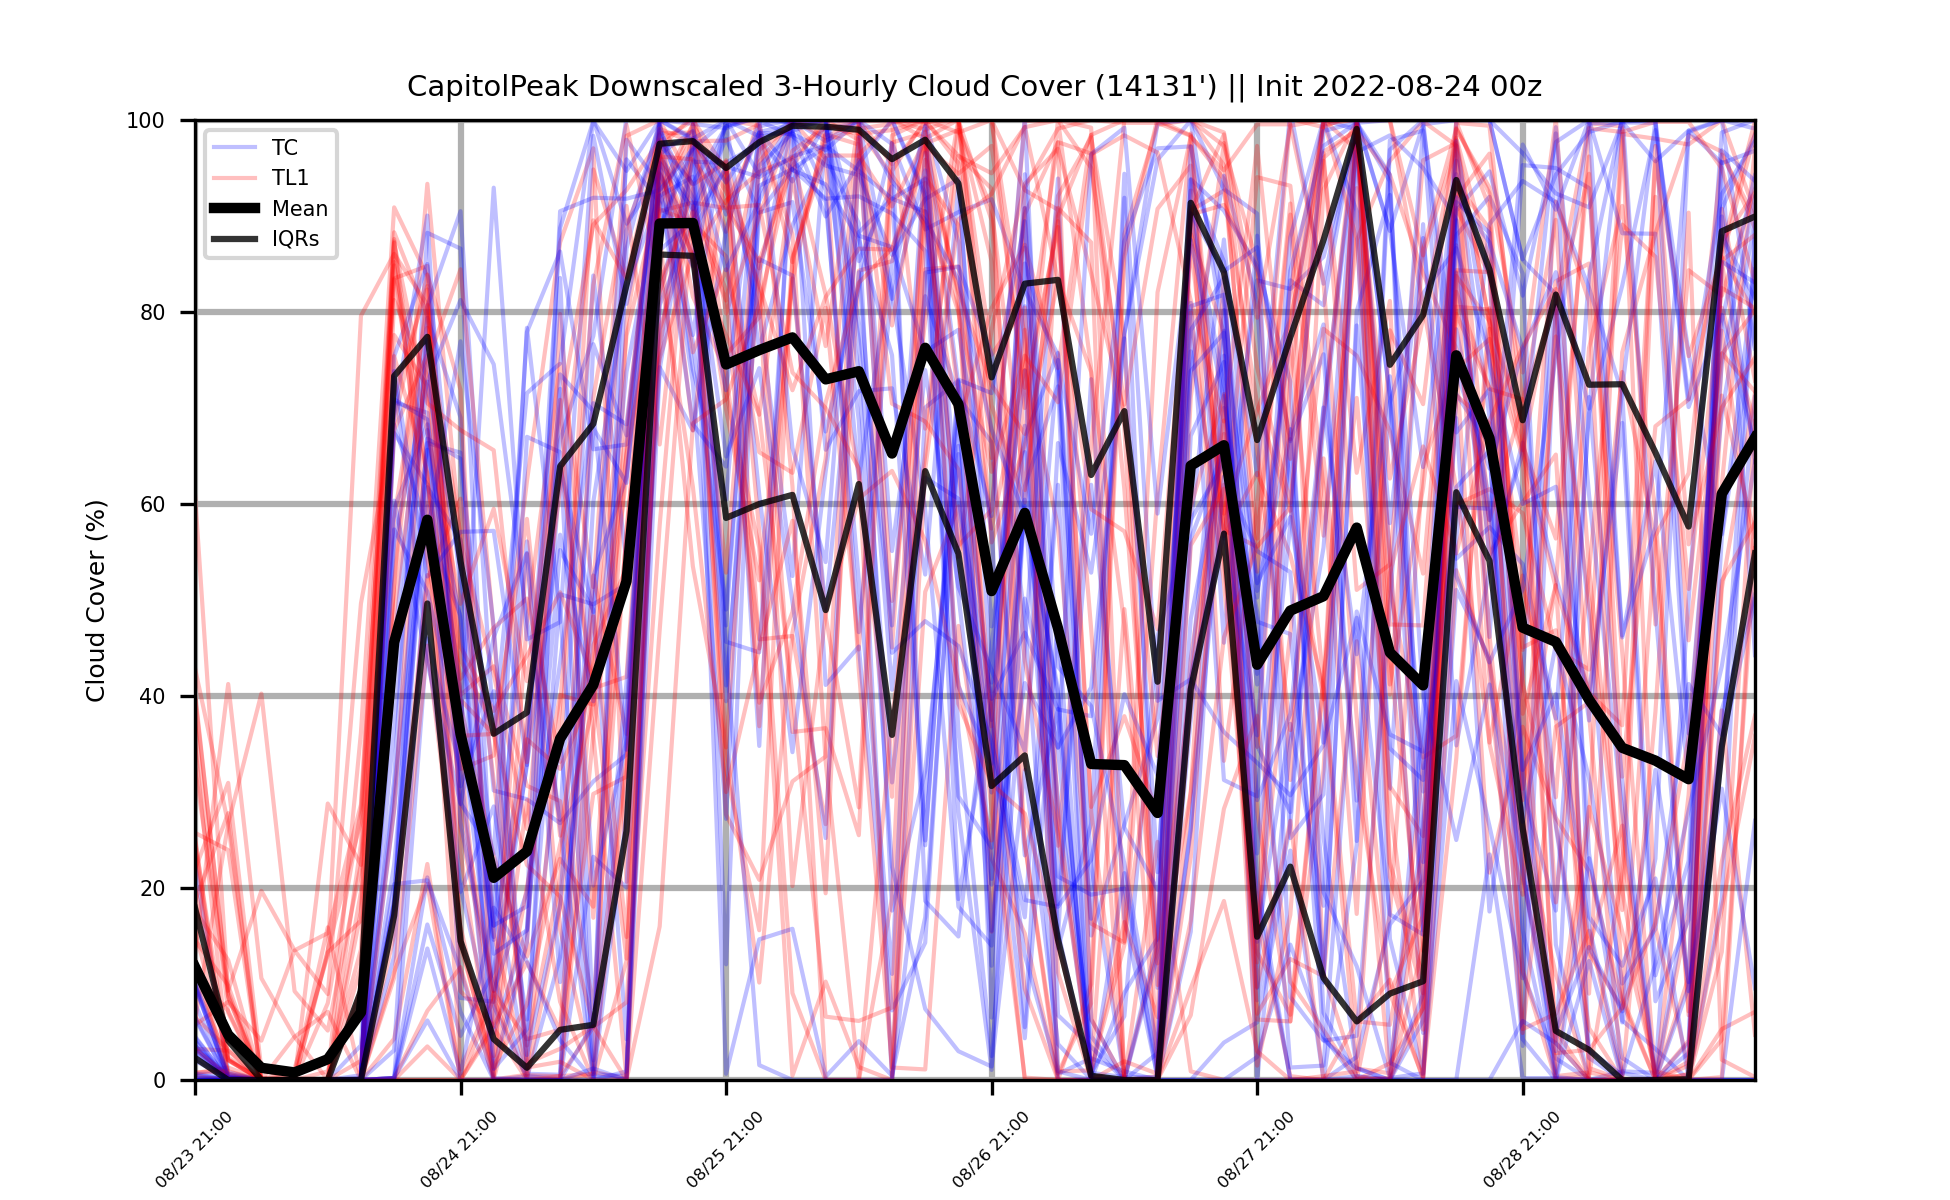 CapitolPeak Downscaled 3-Hourly Cloud Cover (14131') || Init 2022-08-24 00z
TC
TL1
Mean
IQRs
Cloud Cover (%)
100
80
60
40
20
0
08/23 21:00
08/24 21:00
08/25 21:00
08/26 21:00
08/27 21:00
08/28 21:00